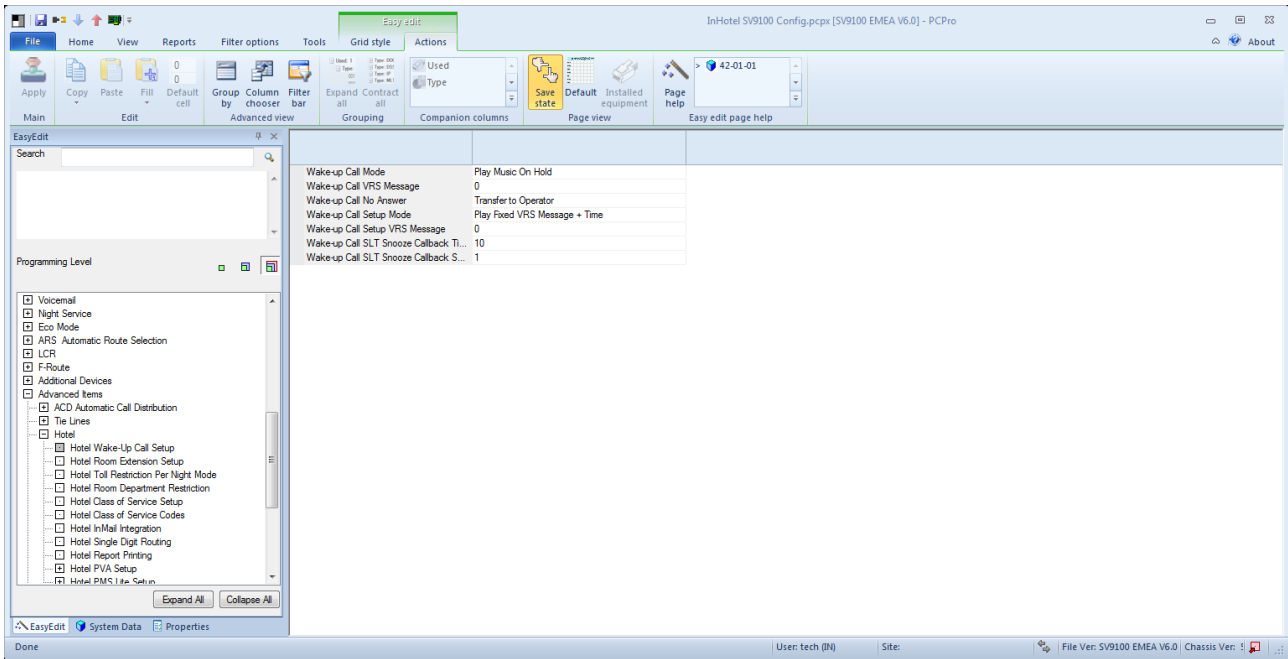 Easy edit
InHotel SV9100 Config.pcpx [SV9100 EMEA V6.0] - PCPro
File Home View Reports Filter options Tools Grid style Actions About
Apply Copy Paste Fill Default cell Group by Column chooser Filter bar Expand all Contract all Used Type Save state Default Installed equipment Page help > 42-01-01
0
0
Main Edit Advanced view Grouping Companion columns Page view Easy edit page help
EasyEdit
Search
Programming Level
Voicemail
Night Service
Eco Mode
ARS Automatic Route Selection
LCR
F-Route
Additional Devices
Advanced Items
ACD Automatic Call Distribution
Tie Lines
Hotel
Hotel Wake-Up Call Setup
Hotel Room Extension Setup
Hotel Toll Restriction Per Night Mode
Hotel Room Department Restriction
Hotel Class of Service Setup
Hotel Class of Service Codes
Hotel InMail Integration
Hotel Single Digit Routing
Hotel Report Printing
Hotel PVA Setup
Hotel PMS Lite Setup
Expand All Collapse All
EasyEdit System Data Properties
Wake-up Call Mode Play Music On Hold
Wake-up Call VRS Message 0
Wake-up Call No Answer Transfer to Operator
Wake-up Call Setup Mode Play Fixed VRS Message + Time
Wake-up Call Setup VRS Message 0
Wake-up Call SLT Snooze Callback Ti... 10
Wake-up Call SLT Snooze Callback S... 1
Done User: tech (IN) Site: File Ver: SV9100 EMEA V6.0 Chassis Ver: